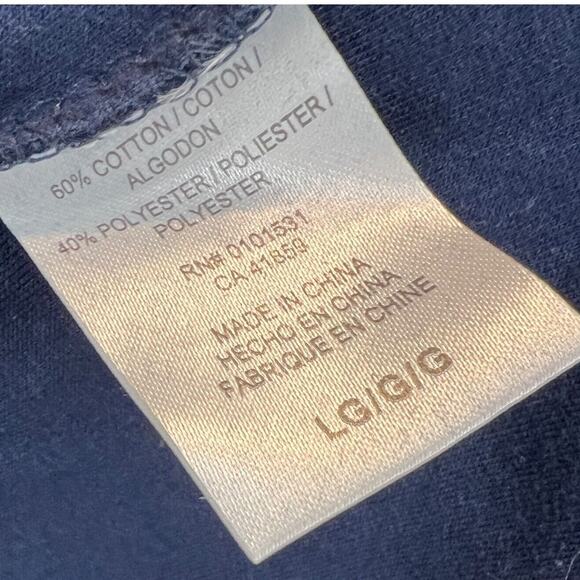 60% COTTON / COTON /
ALGODON
40% POLYESTER / POLIESTER /
POLYESTER
RN# 0101531
CA 41859
MADE IN CHINA
HECHO EN CHINA
FABRIQUE EN CHINE
LG/G/G